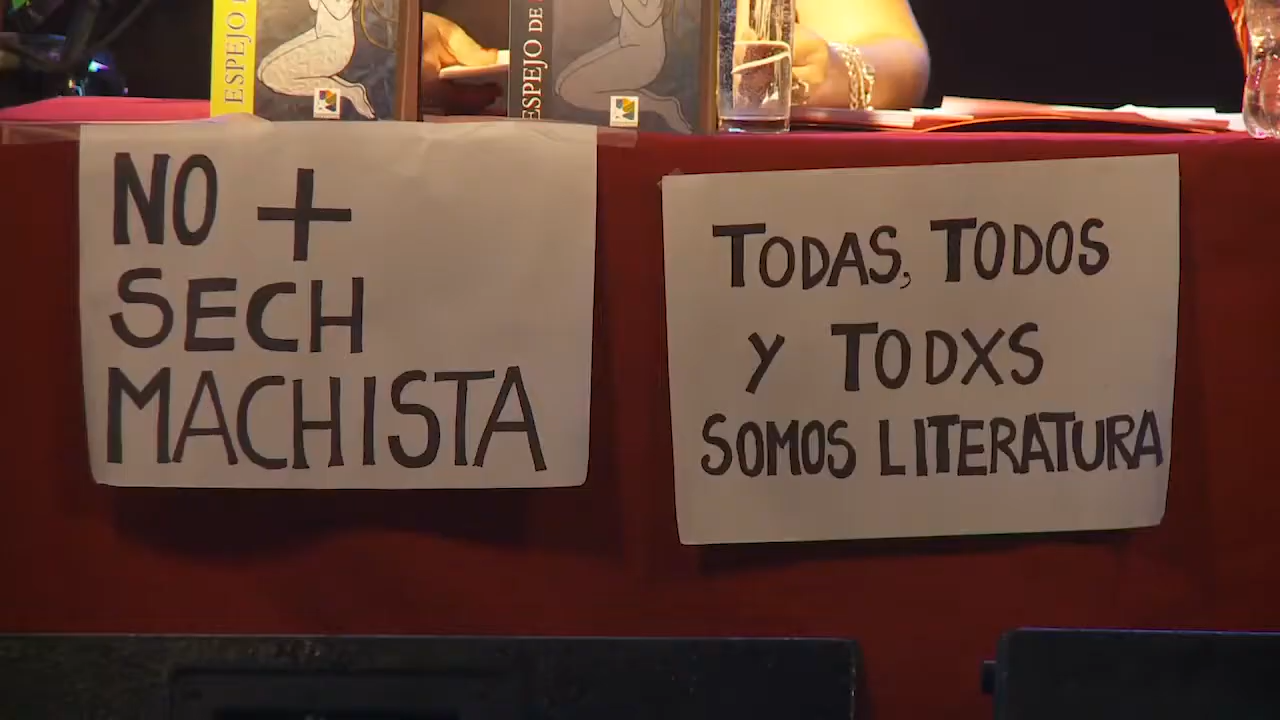 ESPEJO
ESPEJO DE
NO +
SECH
MACHISTA
TODAS, TODOS
Y TODXS
SOMOS LITERATURA